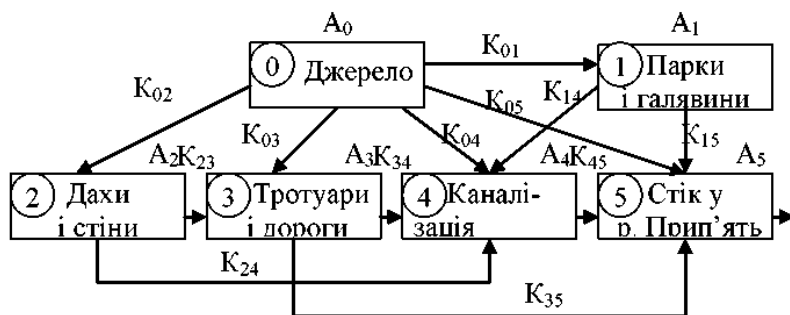 A₀
A₁
0 Джерело
K₀₁
1 Парки
і галявини
K₀₂
K₀₃
K₀₄
K₀₅
K₁₄
K₁₅
A₂K₂₃
A₃K₃₄
A₄K₄₅
A₅
2 Дахи
і стіни
3 Тротуари
і дороги
4 Каналі-
зація
5 Стік у
р. Прип’ять
K₂₄
K₃₅